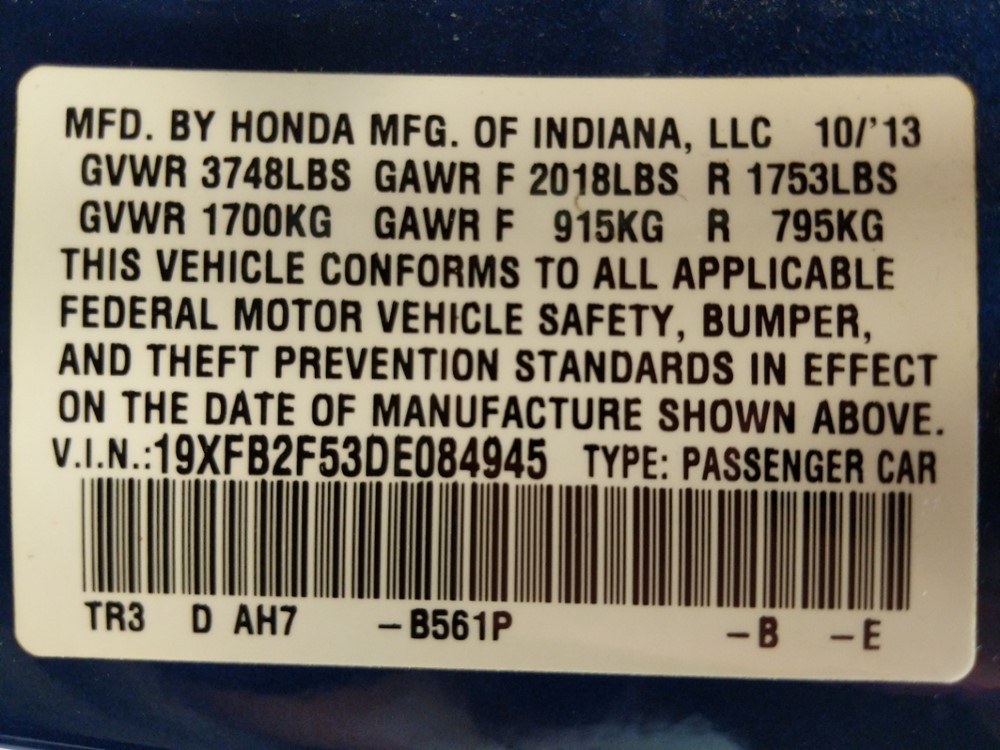 MFD. BY HONDA MFG. OF INDIANA, LLC 10/'13
GVWR 3748LBS GAWR F 2018LBS R 1753LBS
GVWR 1700KG GAWR F 915KG R 795KG
THIS VEHICLE CONFORMS TO ALL APPLICABLE
FEDERAL MOTOR VEHICLE SAFETY, BUMPER,
AND THEFT PREVENTION STANDARDS IN EFFECT
ON THE DATE OF MANUFACTURE SHOWN ABOVE.
V.I.N.:19XFB2F53DE084945 TYPE: PASSENGER CAR
TR3 D AH7 –B561P –B –E